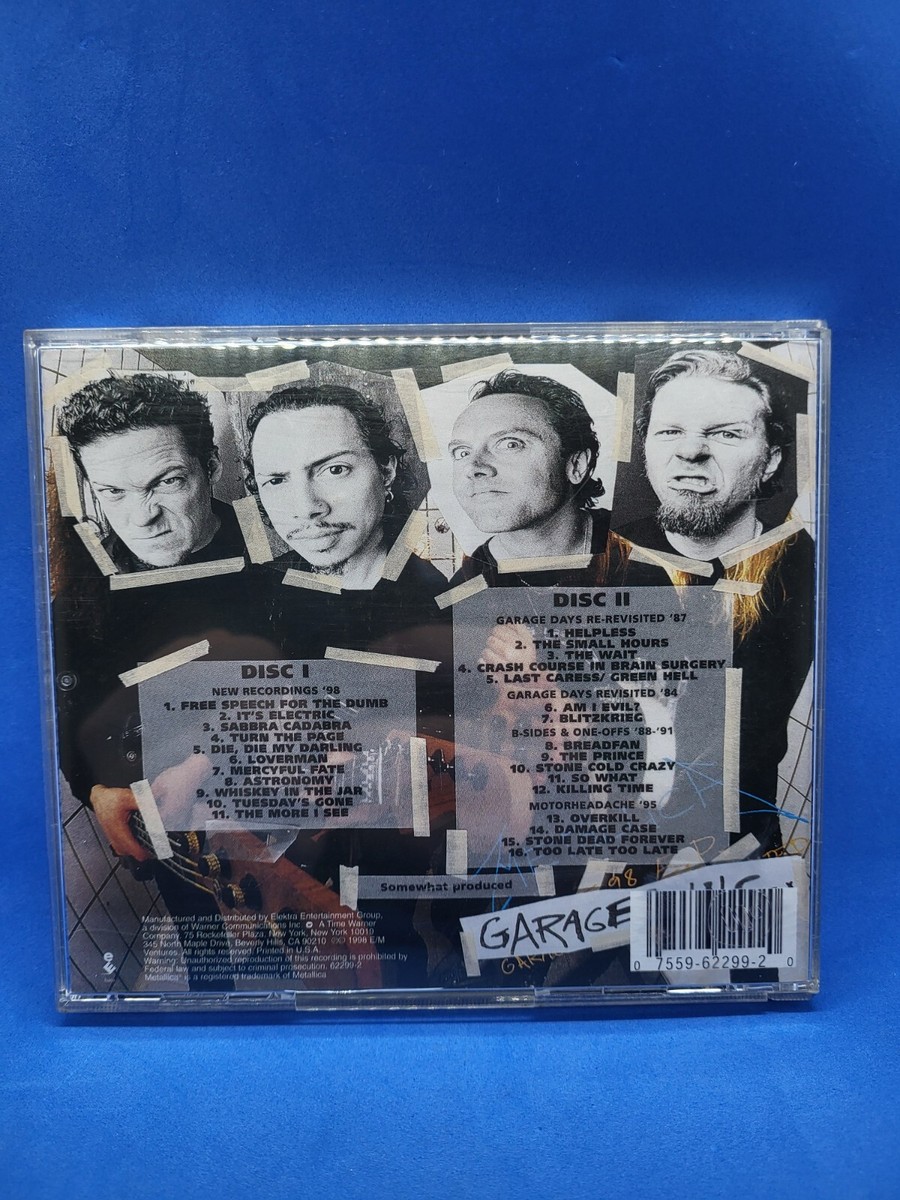 DISC I
NEW RECORDINGS '98
1. FREE SPEECH FOR THE DUMB
2. IT'S ELECTRIC
3. SABBRA CADABRA
4. TURN THE PAGE
5. DIE, DIE MY DARLING
6. LOVERMAN
7. MERCYFUL FATE
8. ASTRONOMY
9. WHISKEY IN THE JAR
10. TUESDAY'S GONE
11. THE MORE I SEE
DISC II
GARAGE DAYS RE-REVISITED '87
1. HELPLESS
2. THE SMALL HOURS
3. THE WAIT
4. CRASH COURSE IN BRAIN SURGERY
5. LAST CARESS/ GREEN HELL
GARAGE DAYS REVISITED '84
6. AM I EVIL?
7. BLITZKRIEG
B-SIDES & ONE-OFFS '88-'91
8. BREADFAN
9. THE PRINCE
10. STONE COLD CRAZY
11. SO WHAT
12. KILLING TIME
MOTORHEADACHE '95
13. OVERKILL
14. DAMAGE CASE
15. STONE DEAD FOREVER
16. TOO LATE TOO LATE
Somewhat produced
Manufactured and Distributed by Elektra Entertainment Group,
a division of Warner Communications Inc. A Time Warner
Company, 75 Rockefeller Plaza, New York, New York 10019
345 North Maple Drive, Beverly Hills, CA 90210 ℗© 1998 E/M
Ventures. All rights reserved. Printed in U.S.A.
Warning: Unauthorized reproduction of this recording is prohibited by
Federal law and subject to criminal prosecution. 62299-2
Metallica® is a registered trademark of Metallica
GARAGE
0 7559-62299-2 0